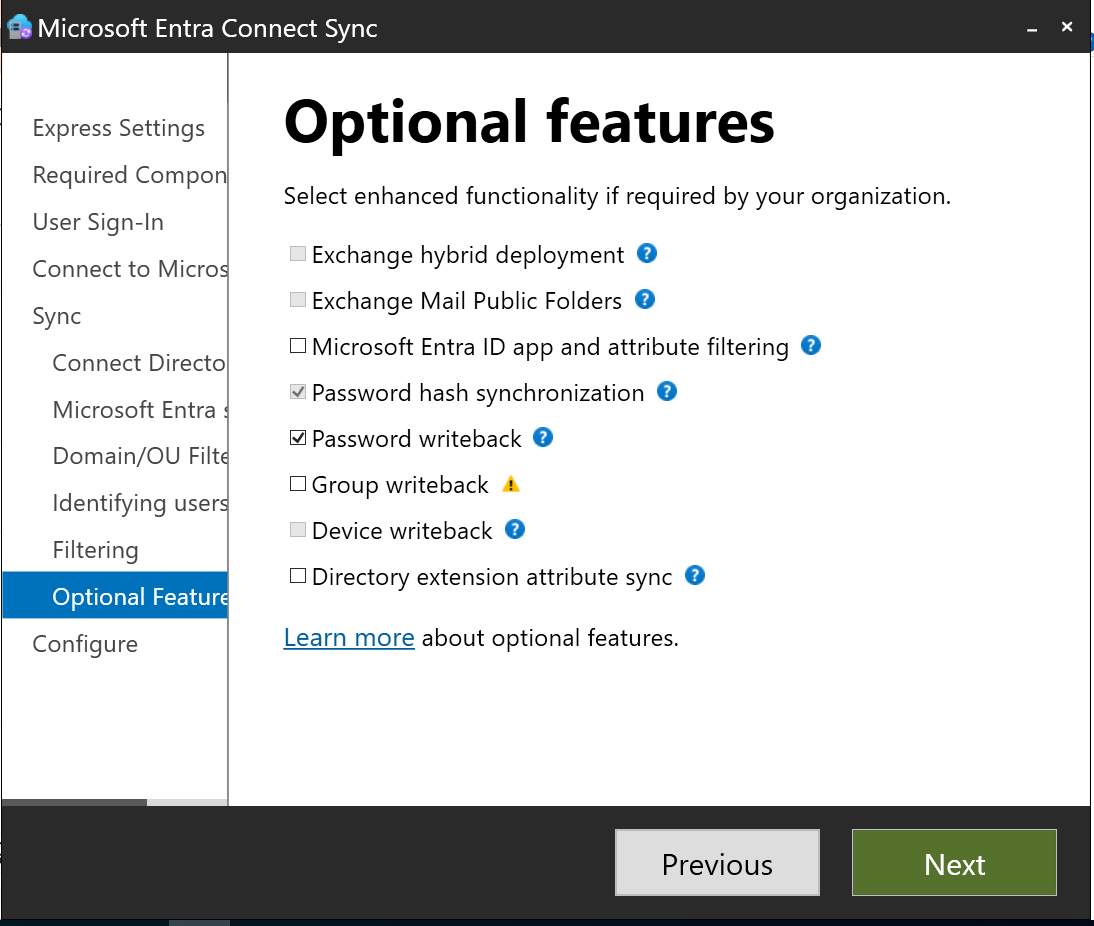 Microsoft Entra Connect Sync
Express Settings
Required Compon
User Sign-In
Connect to Micros
Sync
Connect Directo
Microsoft Entra s
Domain/OU Filte
Identifying users
Filtering
Optional Feature
Configure
Optional features
Select enhanced functionality if required by your organization.
Exchange hybrid deployment
Exchange Mail Public Folders
Microsoft Entra ID app and attribute filtering
Password hash synchronization
Password writeback
Group writeback
Device writeback
Directory extension attribute sync
Learn more about optional features.
Previous
Next